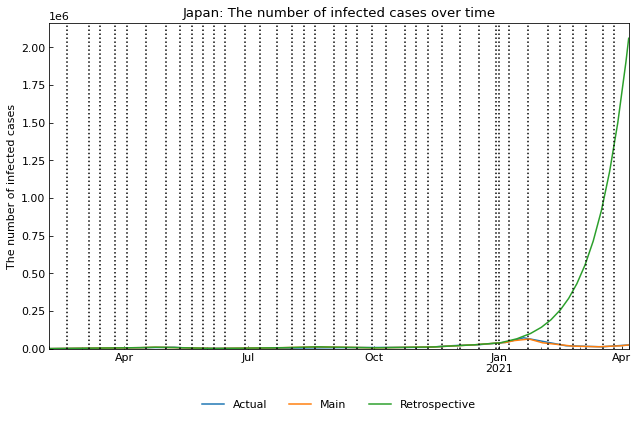 Japan: The number of infected cases over time
1e6
2.00
1.75
1.50
1.25
1.00
0.75
0.50
0.25
0.00
The number of infected cases
Apr Jul Oct Jan Apr
2021
Actual Main Retrospective